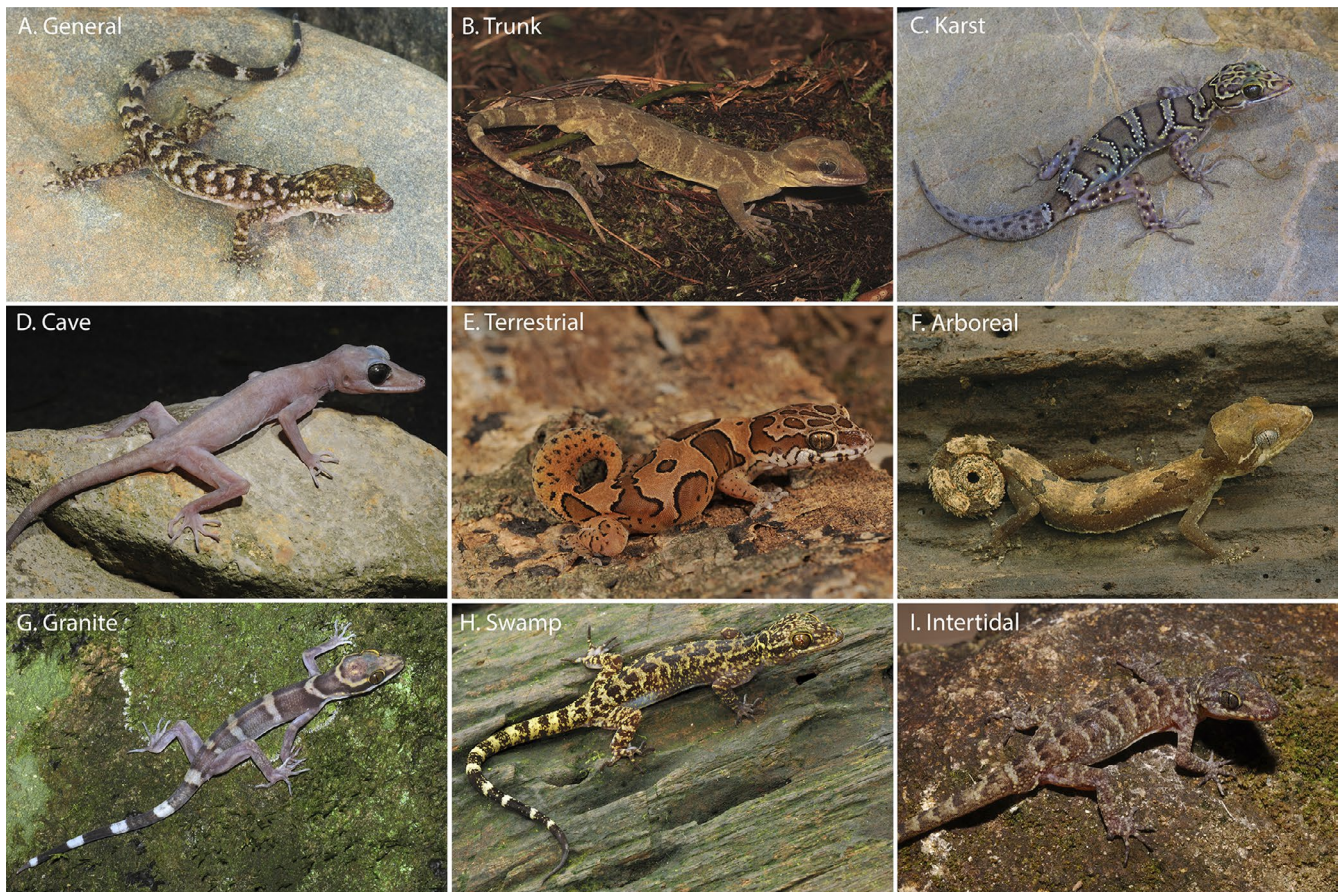 A. General
B. Trunk
C. Karst
D. Cave
E. Terrestrial
F. Arboreal
G. Granite
H. Swamp
I. Intertidal